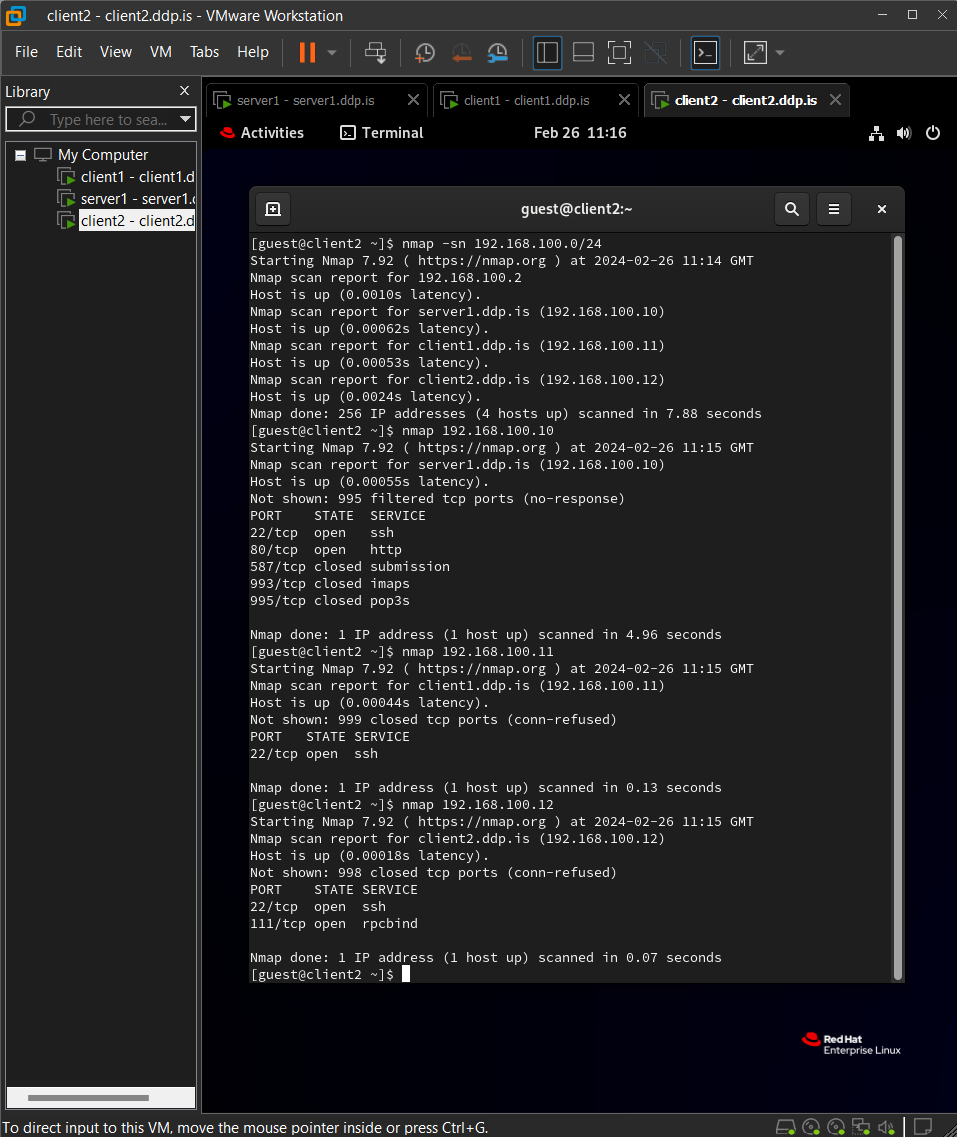 client2 - client2.ddp.is - VMware Workstation
File Edit View VM Tabs Help
Library
Type here to sea...
My Computer
client1 - client1.d
server1 - server1.
client2 - client2.d
server1 - server1.ddp.is
client1 - client1.ddp.is
client2 - client2.ddp.is
Activities Terminal Feb 26 11:16
guest@client2:~
[guest@client2 ~]$ nmap -sn 192.168.100.0/24
Starting Nmap 7.92 ( https://nmap.org ) at 2024-02-26 11:14 GMT
Nmap scan report for 192.168.100.2
Host is up (0.0010s latency).
Nmap scan report for server1.ddp.is (192.168.100.10)
Host is up (0.00062s latency).
Nmap scan report for client1.ddp.is (192.168.100.11)
Host is up (0.00053s latency).
Nmap scan report for client2.ddp.is (192.168.100.12)
Host is up (0.0024s latency).
Nmap done: 256 IP addresses (4 hosts up) scanned in 7.88 seconds
[guest@client2 ~]$ nmap 192.168.100.10
Starting Nmap 7.92 ( https://nmap.org ) at 2024-02-26 11:15 GMT
Nmap scan report for server1.ddp.is (192.168.100.10)
Host is up (0.00055s latency).
Not shown: 995 filtered tcp ports (no-response)
PORT    STATE  SERVICE
22/tcp  open   ssh
80/tcp  open   http
587/tcp closed submission
993/tcp closed imaps
995/tcp closed pop3s
Nmap done: 1 IP address (1 host up) scanned in 4.96 seconds
[guest@client2 ~]$ nmap 192.168.100.11
Starting Nmap 7.92 ( https://nmap.org ) at 2024-02-26 11:15 GMT
Nmap scan report for client1.ddp.is (192.168.100.11)
Host is up (0.00044s latency).
Not shown: 999 closed tcp ports (conn-refused)
PORT   STATE SERVICE
22/tcp open  ssh
Nmap done: 1 IP address (1 host up) scanned in 0.13 seconds
[guest@client2 ~]$ nmap 192.168.100.12
Starting Nmap 7.92 ( https://nmap.org ) at 2024-02-26 11:15 GMT
Nmap scan report for client2.ddp.is (192.168.100.12)
Host is up (0.00018s latency).
Not shown: 998 closed tcp ports (conn-refused)
PORT    STATE SERVICE
22/tcp  open  ssh
111/tcp open  rpcbind
Nmap done: 1 IP address (1 host up) scanned in 0.07 seconds
[guest@client2 ~]$
Red Hat
Enterprise Linux
To direct input to this VM, move the mouse pointer inside or press Ctrl+G.